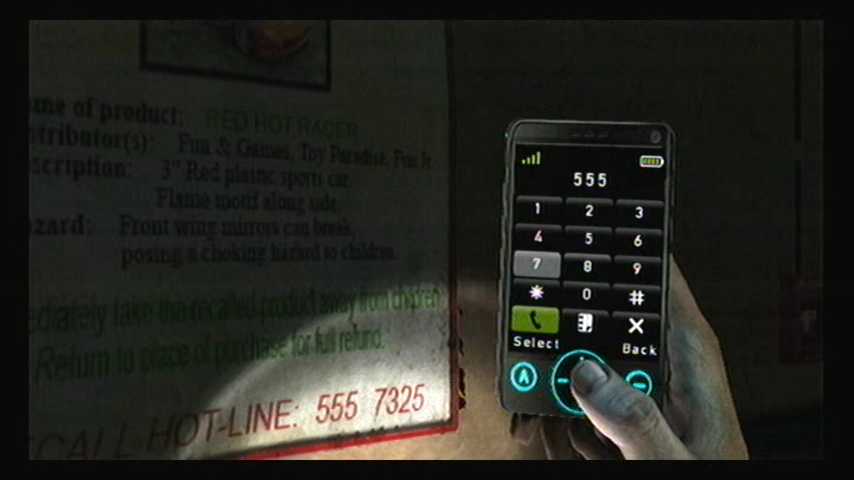 ame of product: RED HOT RACER
stributor(s): Fun & Games, Toy Paradise, Fun Jr.
escription: 3" Red plastic sports car.
Flame motif along side.
azard: Front wing mirrors can break,
posing a choking hazard to children.
ediately take the recalled product away from children
Return to place of purchase for full refund.
RECALL HOT-LINE: 555 7325
555
1 2 3
4 5 6
7 8 9
* 0 #
Select Back
A